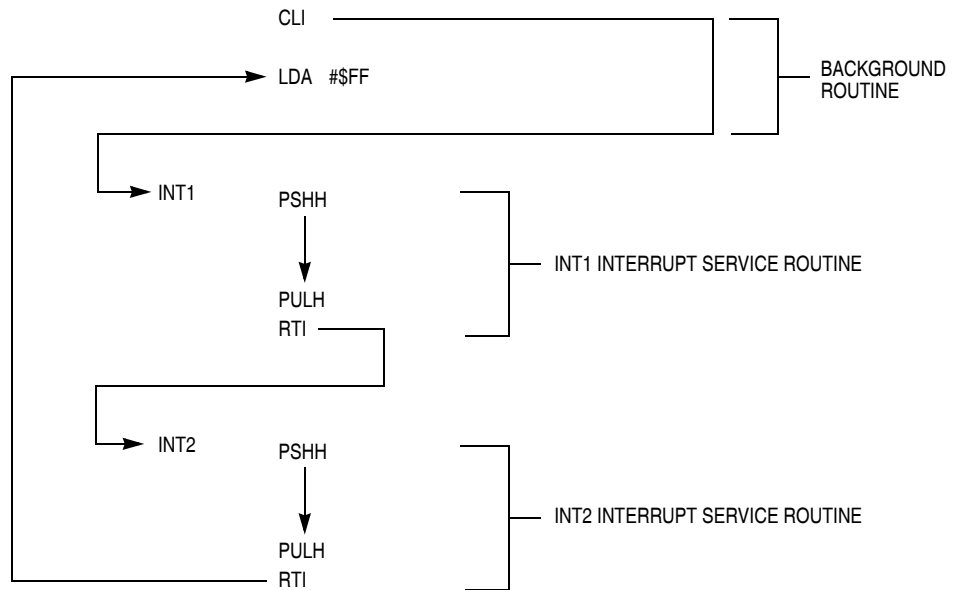 CLI
LDA #$FF
BACKGROUND
ROUTINE
INT1
PSHH
INT1 INTERRUPT SERVICE ROUTINE
PULH
RTI
INT2
PSHH
INT2 INTERRUPT SERVICE ROUTINE
PULH
RTI